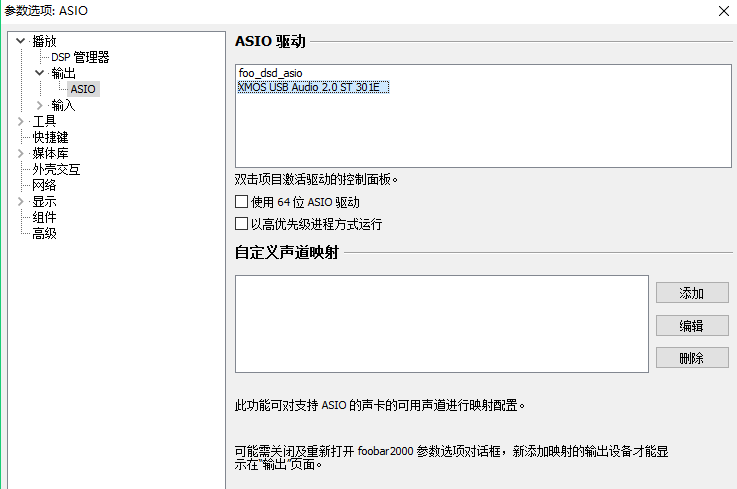 参数选项: ASIO
播放
DSP 管理器
输出
ASIO
输入
工具
快捷键
媒体库
外壳交互
网络
显示
组件
高级
ASIO 驱动
foo_dsd_asio
XMOS USB Audio 2.0 ST 301E
双击项目激活驱动的控制面板。
使用 64 位 ASIO 驱动
以高优先级进程方式运行
自定义声道映射
添加
编辑
删除
此功能可对支持 ASIO 的声卡的可用声道进行映射配置。
可能需关闭及重新打开 foobar2000 参数选项对话框，新添加映射的输出设备才能显
示在"输出"页面。